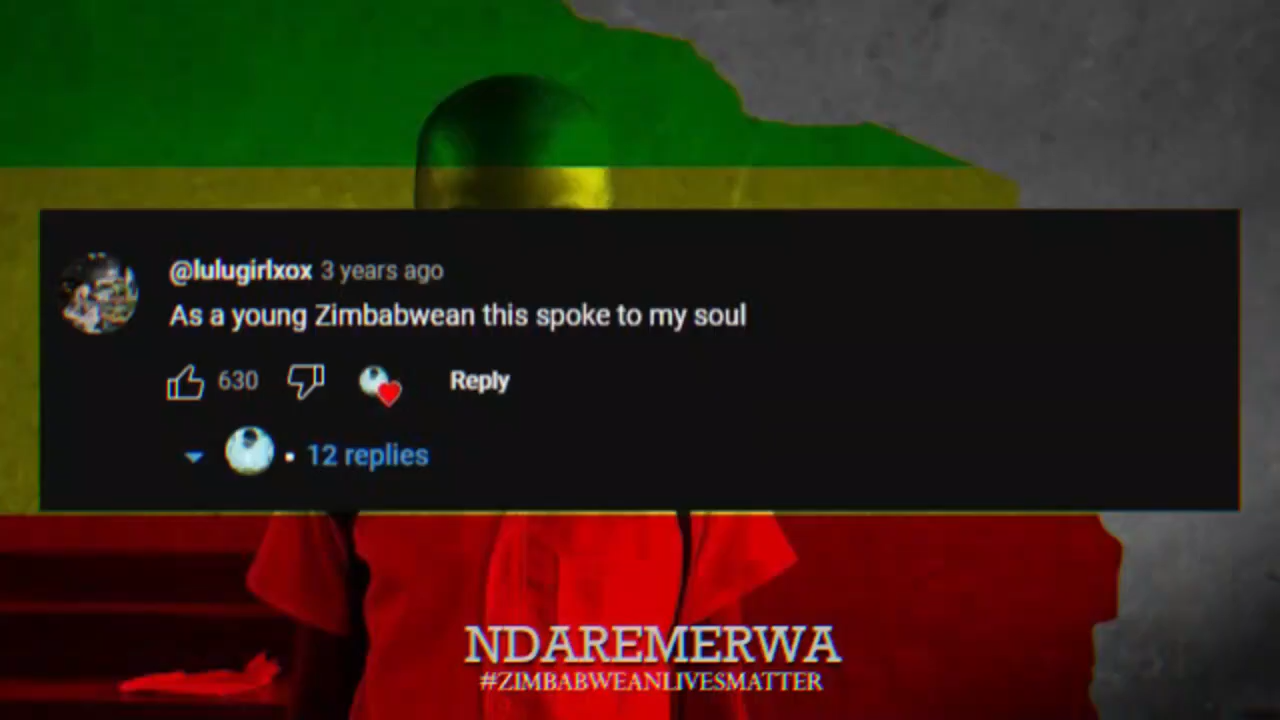 @lulugirlxox 3 years ago
As a young Zimbabwean this spoke to my soul
630 Reply
• 12 replies
NDAREMERWA
#ZIMBABWEANLIVESMATTER